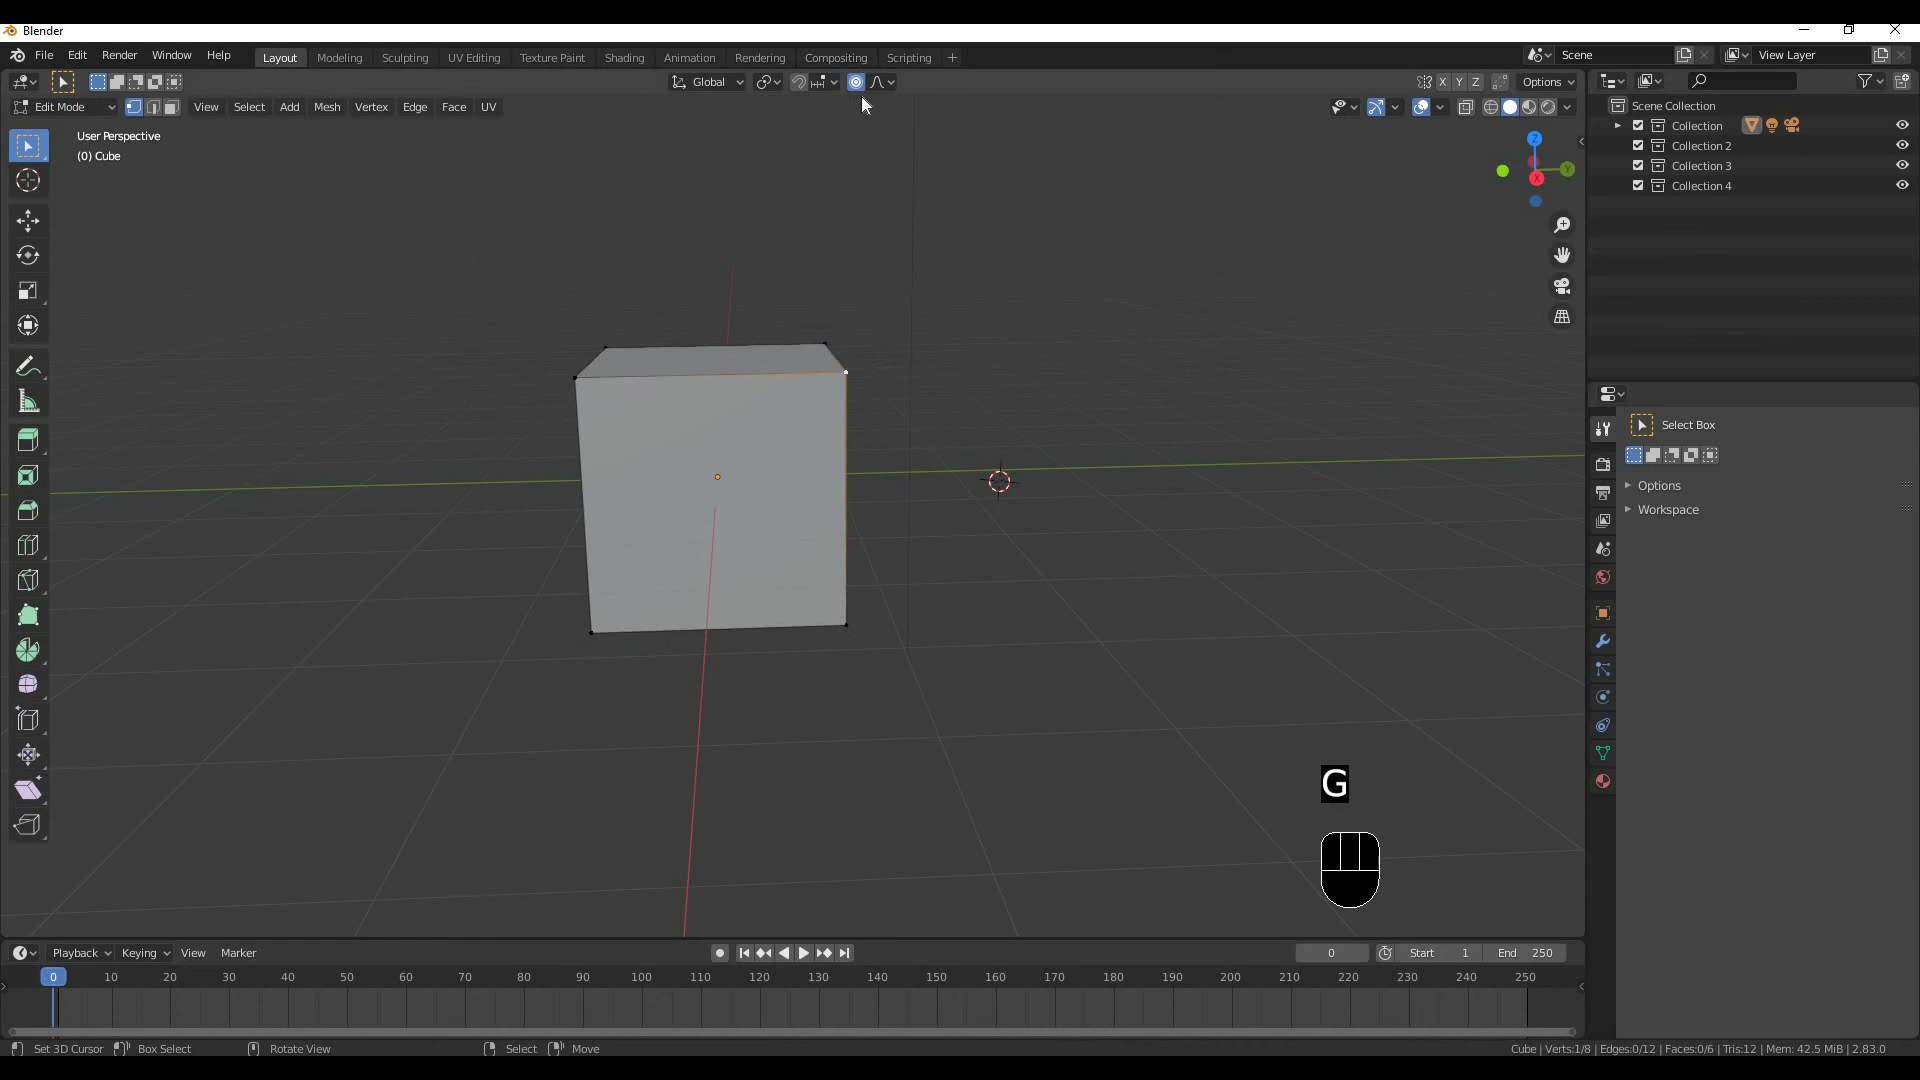 Blender
File Edit Render Window Help Layout Modeling Sculpting UV Editing Texture Paint Shading Animation Rendering Compositing Scripting + Scene View Layer
Global X Y Z Options
Edit Mode View Select Add Mesh Vertex Edge Face UV
Scene Collection
Collection
Collection 2
Collection 3
Collection 4
User Perspective
(0) Cube
Z
Y
X
Select Box
Options
Workspace
G
Playback Keying View Marker 0 Start 1 End 250
0 10 20 30 40 50 60 70 80 90 100 110 120 130 140 150 160 170 180 190 200 210 220 230 240 250
Set 3D Cursor Box Select Rotate View Select Move Cube | Verts:1/8 | Edges:0/12 | Faces:0/6 | Tris:12 | Mem: 42.5 MiB | 2.83.0